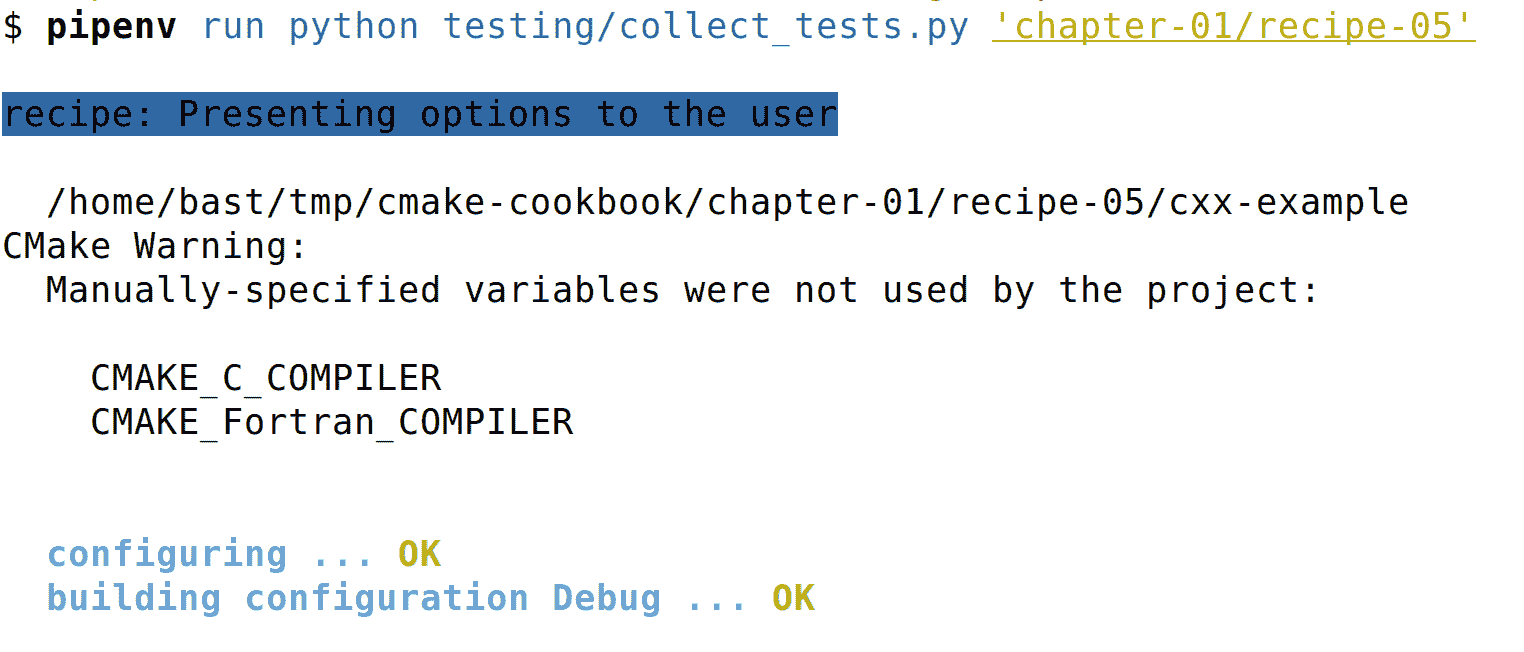 $ pipenv run python testing/collect_tests.py 'chapter-01/recipe-05'
recipe: Presenting options to the user
/home/bast/tmp/cmake-cookbook/chapter-01/recipe-05/cxx-example
CMake Warning:
Manually-specified variables were not used by the project:
CMAKE_C_COMPILER
CMAKE_Fortran_COMPILER
configuring ... OK
building configuration Debug ... OK